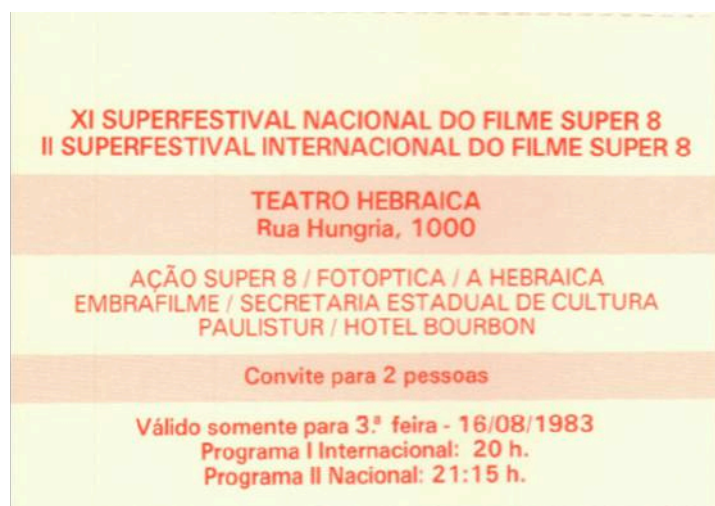 XI SUPERFESTIVAL NACIONAL DO FILME SUPER 8
II SUPERFESTIVAL INTERNACIONAL DO FILME SUPER 8
TEATRO HEBRAICA
Rua Hungria, 1000
AÇÃO SUPER 8 / FOTOPTICA / A HEBRAICA
EMBRAFILME / SECRETARIA ESTADUAL DE CULTURA
PAULISTUR / HOTEL BOURBON
Convite para 2 pessoas
Válido somente para 3.ª feira - 16/08/1983
Programa I Internacional: 20 h.
Programa II Nacional: 21:15 h.